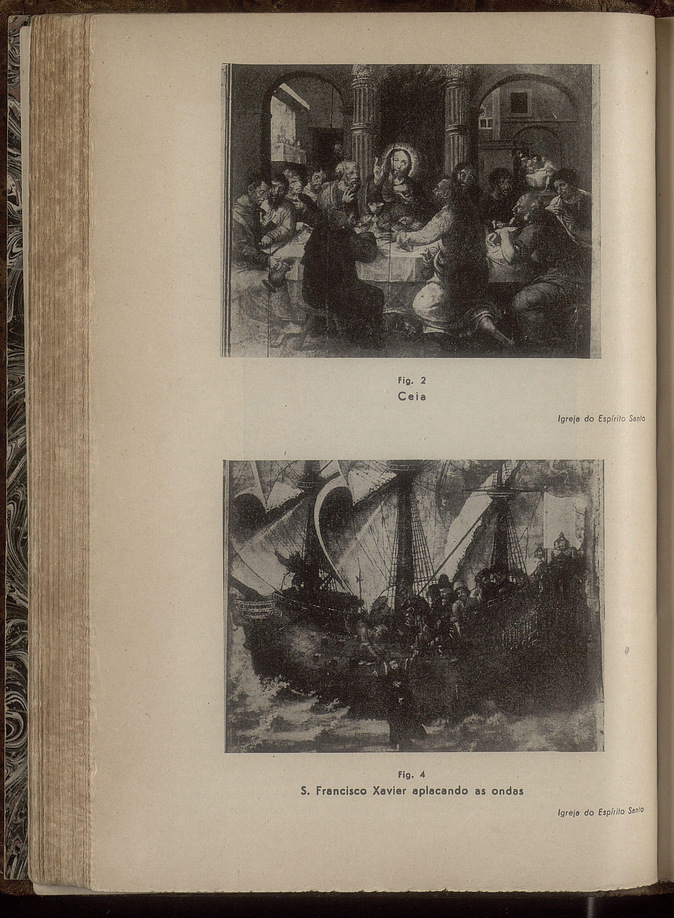 Fig. 2
Ceia
Igreja do Espírito Santo
Fig. 4
S. Francisco Xavier aplacando as ondas
Igreja do Espírito Santo